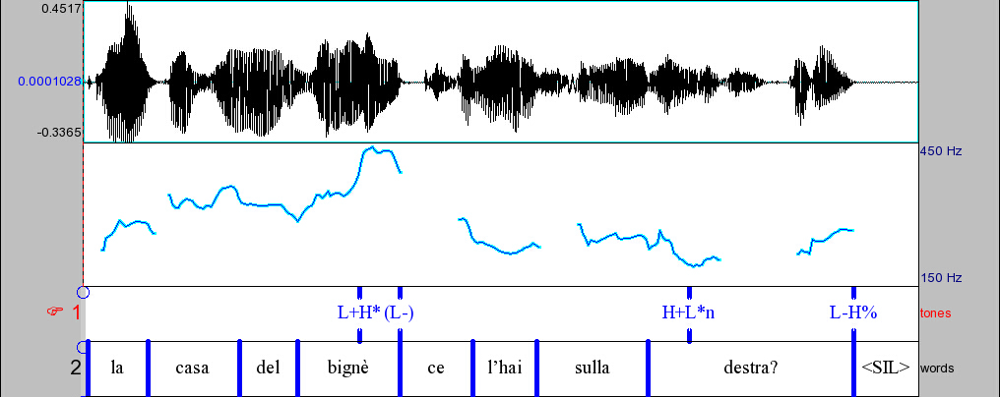 0.4517
0.0001028
-0.3365
450 Hz
150 Hz
☞ 1 L+H* (L-) H+L*n L-H% tones
2 la casa del bignè ce l’hai sulla destra? <SIL> words